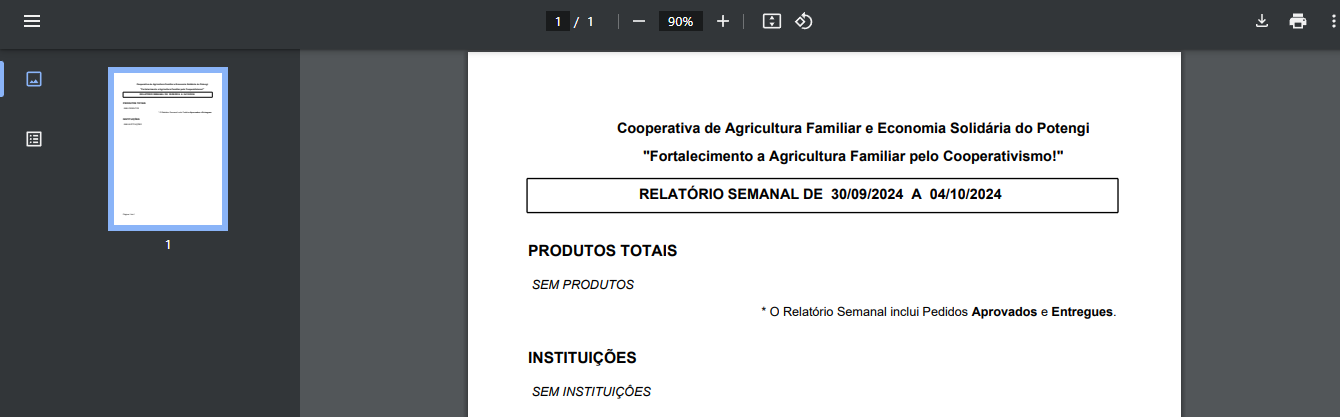 1 / 1
90%
Cooperativa de Agricultura Familiar e Economia Solidária do Potengi
"Fortalecimento a Agricultura Familiar pelo Cooperativismo!"
RELATÓRIO SEMANAL DE 30/09/2024 A 04/10/2024
PRODUTOS TOTAIS
SEM PRODUTOS
* O Relatório Semanal inclui Pedidos Aprovados e Entregues.
INSTITUIÇÕES
SEM INSTITUIÇÕES
1